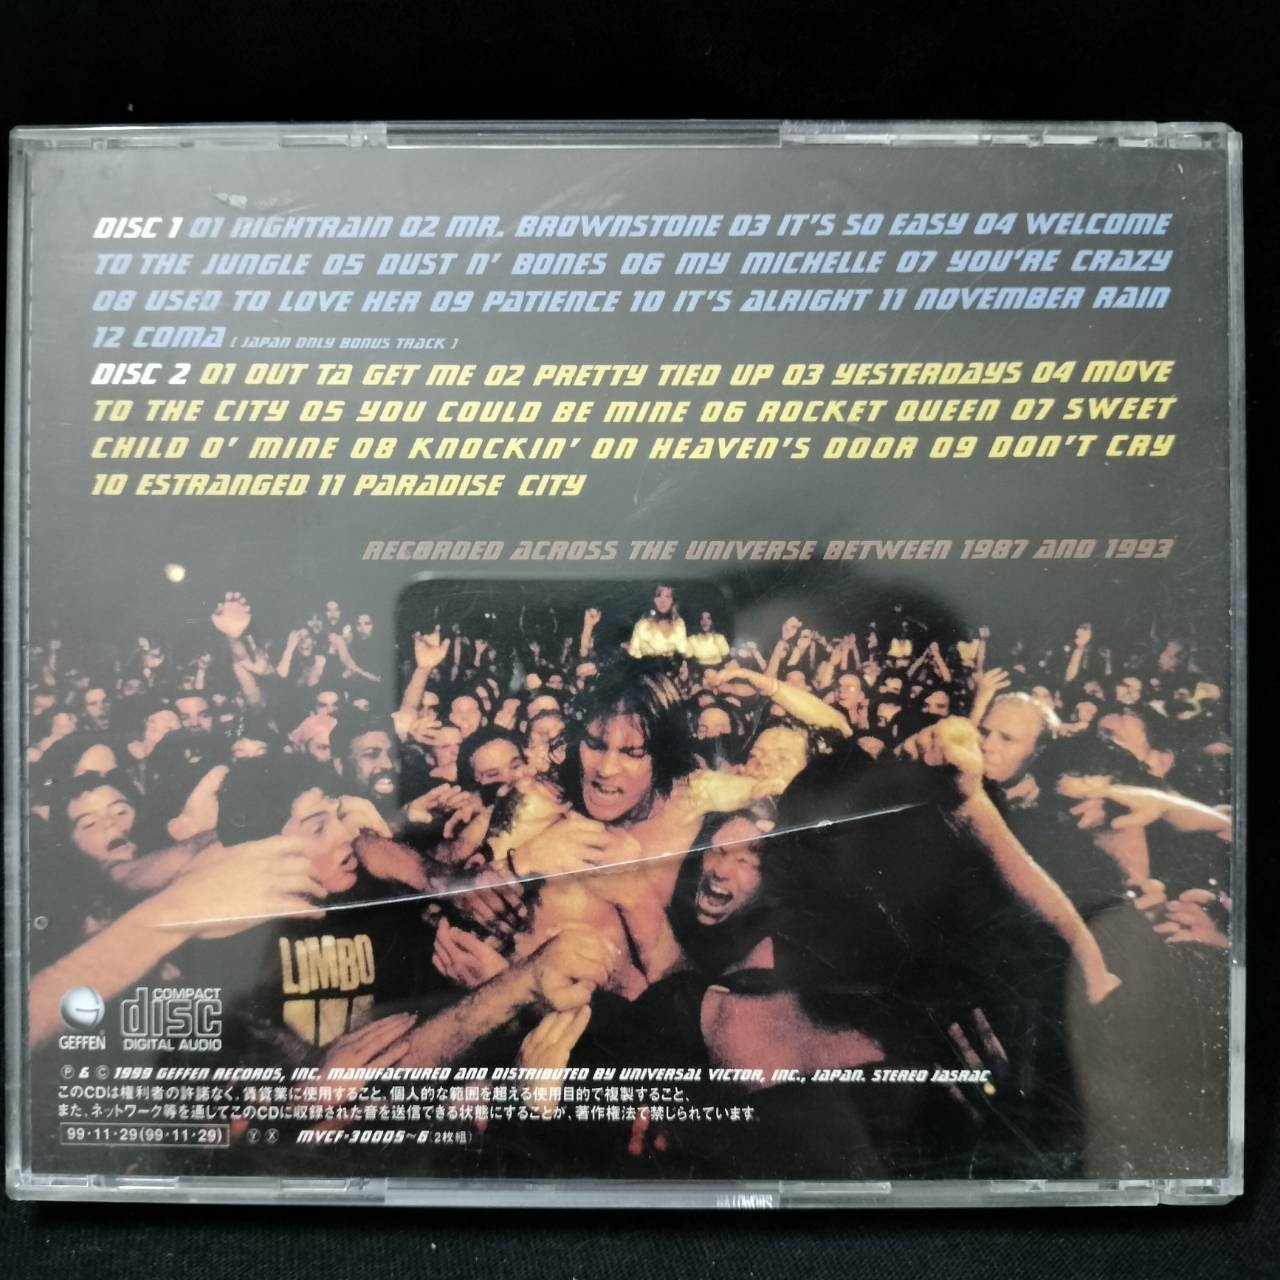 DISC 1 01 NIGHTRAIN 02 MR. BROWNSTONE 03 IT'S SO EASY 04 WELCOME
TO THE JUNGLE 05 DUST N' BONES 06 MY MICHELLE 07 YOU'RE CRAZY
08 USED TO LOVE HER 09 PATIENCE 10 IT'S ALRIGHT 11 NOVEMBER RAIN
12 COMA [ JAPAN ONLY BONUS TRACK ]
DISC 2 01 OUT TA GET ME 02 PRETTY TIED UP 03 YESTERDAYS 04 MOVE
TO THE CITY 05 YOU COULD BE MINE 06 ROCKET QUEEN 07 SWEET
CHILD O' MINE 08 KNOCKIN' ON HEAVEN'S DOOR 09 DON'T CRY
10 ESTRANGED 11 PARADISE CITY
RECORDED ACROSS THE UNIVERSE BETWEEN 1987 AND 1993
LIMBO
GEFFEN
COMPACT
disc
DIGITAL AUDIO
℗ & © 1999 GEFFEN RECORDS, INC. MANUFACTURED AND DISTRIBUTED BY UNIVERSAL VICTOR, INC., JAPAN. STEREO JASRAC
このCDは権利者の許諾なく、賃貸業に使用すること、個人的な範囲を超える使用目的で複製すること、
また、ネットワーク等を通じてこのCDに収録された音を送信できる状態にすることが、著作権法で禁じられています
99・11・29(99・11・29) Ⓨ Ⓧ MVCF-30005~6(2枚組)